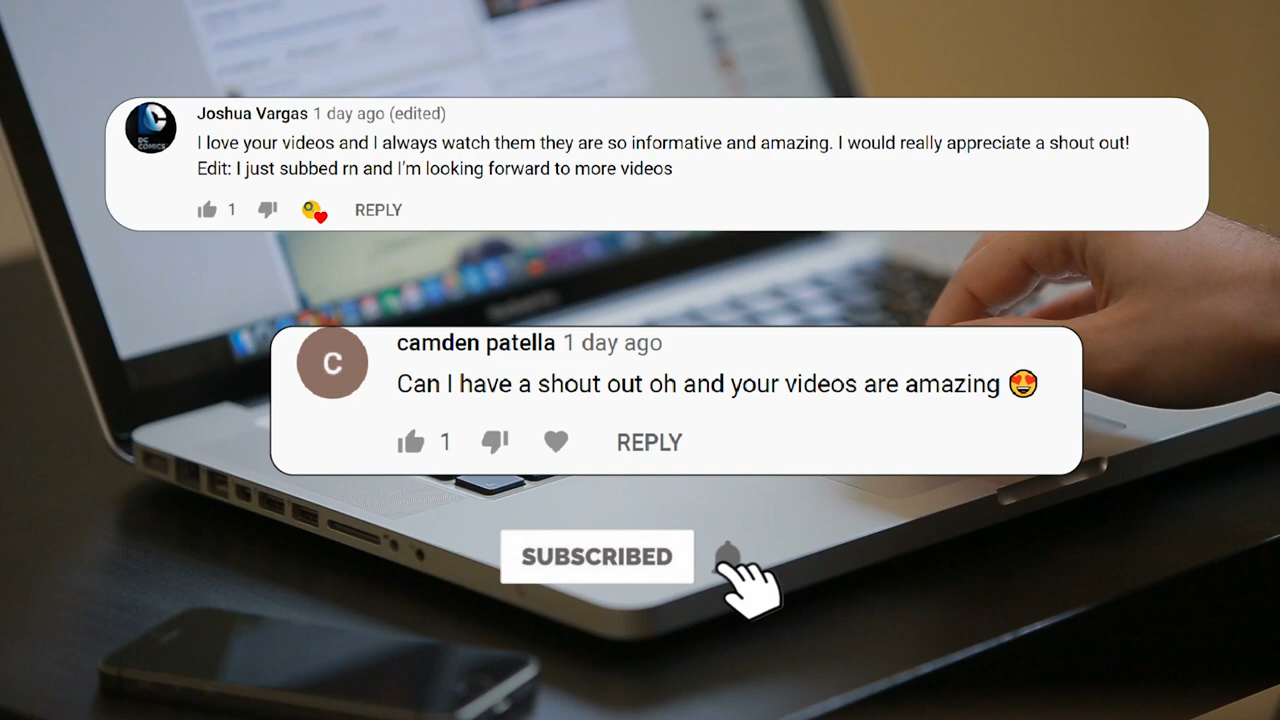 Joshua Vargas 1 day ago (edited)
I love your videos and I always watch them they are so informative and amazing. I would really appreciate a shout out!
Edit: I just subbed rn and I'm looking forward to more videos
1 REPLY
DC
COMICS
C
camden patella 1 day ago
Can I have a shout out oh and your videos are amazing 😍
1 REPLY
SUBSCRIBED